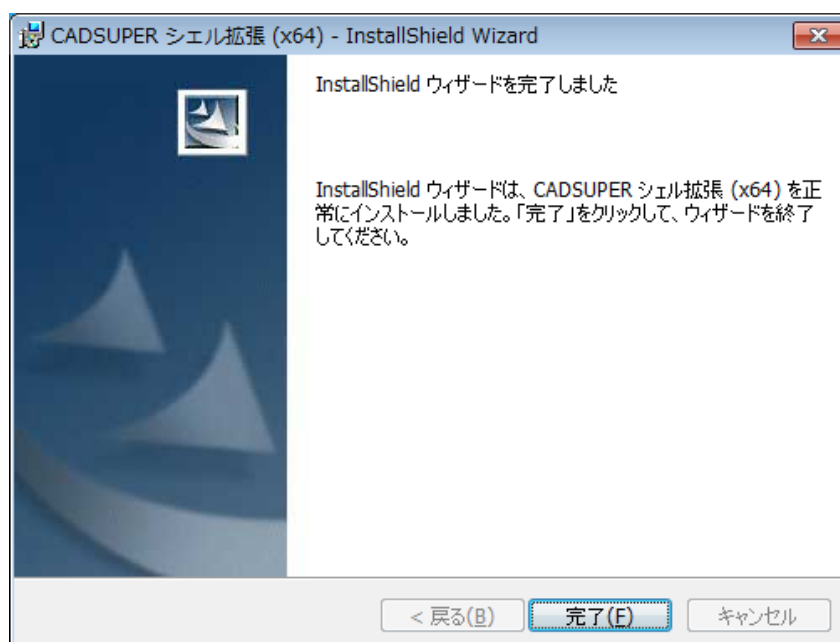 CADSUPER シェル拡張 (x64) - InstallShield Wizard
InstallShield ウィザードを完了しました
InstallShield ウィザードは、CADSUPER シェル拡張 (x64) を正
常にインストールしました。「完了」をクリックして、ウィザードを終了
してください。
< 戻る(B)
完了(F)
キャンセル